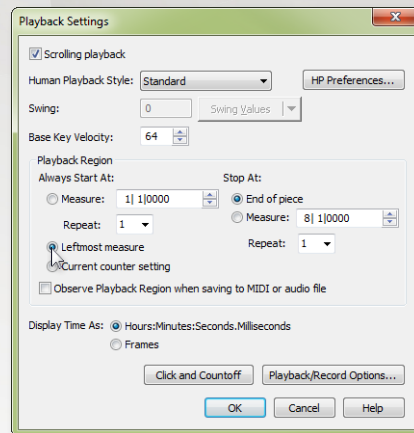 Playback Settings
Scrolling playback
Human Playback Style: Standard HP Preferences...
Swing: 0 Swing Values
Base Key Velocity: 64
Playback Region
Always Start At: Stop At:
Measure: 1| 1|0000 End of piece
Repeat: 1 Measure: 8| 1|0000
Leftmost measure Repeat: 1
Current counter setting
Observe Playback Region when saving to MIDI or audio file
Display Time As: Hours:Minutes:Seconds.Milliseconds
Frames
Click and Countoff Playback/Record Options...
OK Cancel Help